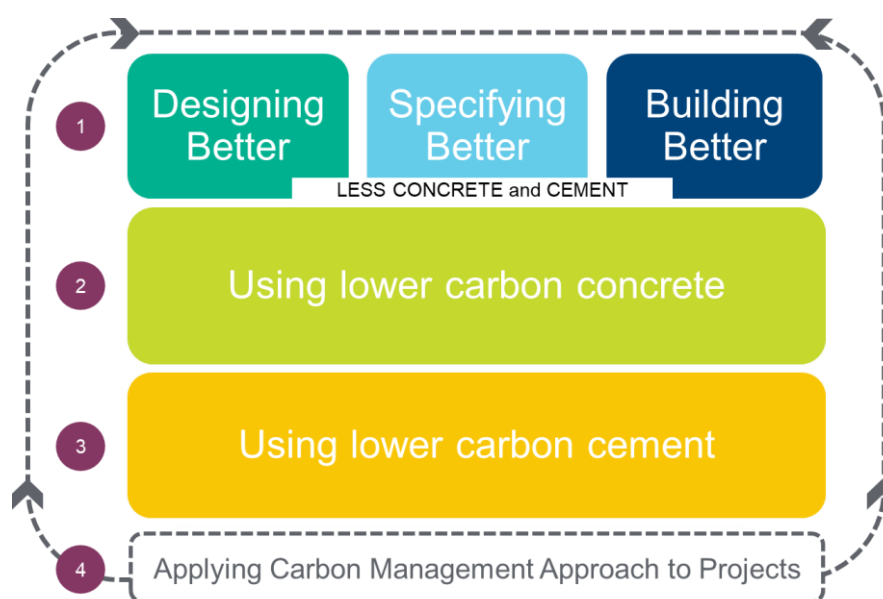 1
Designing
Better
Specifying
Better
Building
Better
LESS CONCRETE and CEMENT
2
Using lower carbon concrete
3
Using lower carbon cement
4
Applying Carbon Management Approach to Projects